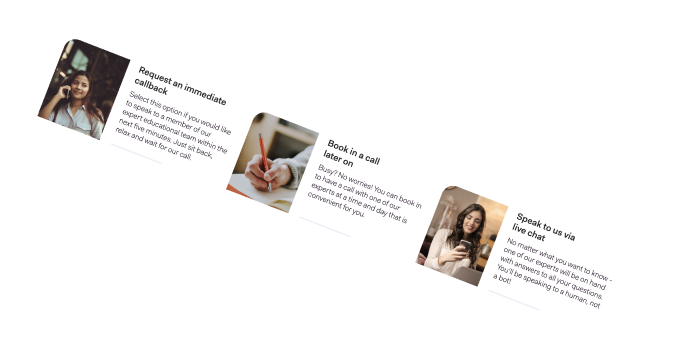 Request an immediate
callback
Select this option if you would like
to speak to a member of our
expert educational team within the
next five minutes. Just sit back,
relax and wait for our call.
Book in a call
later on
Busy? No worries! You can book in
to have a call with one of our
experts at a time and day that is
convenient for you.
Speak to us via
live chat
No matter what you want to know -
one of our experts will be on hand
with answers to all your questions.
You'll be speaking to a human, not
a bot!